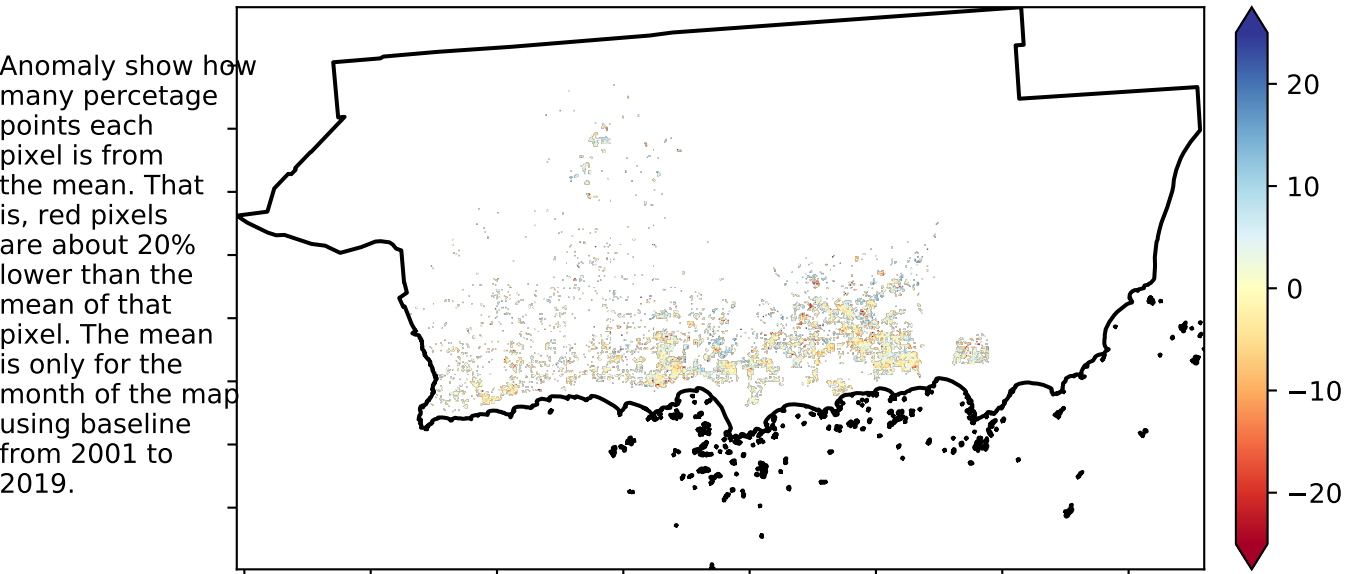 Anomaly show how
many percetage
points each
pixel is from
the mean. That
is, red pixels
are about 20%
lower than the
mean of that
pixel. The mean
is only for the
month of the map
using baseline
from 2001 to
2019.
20
10
0
−10
−20